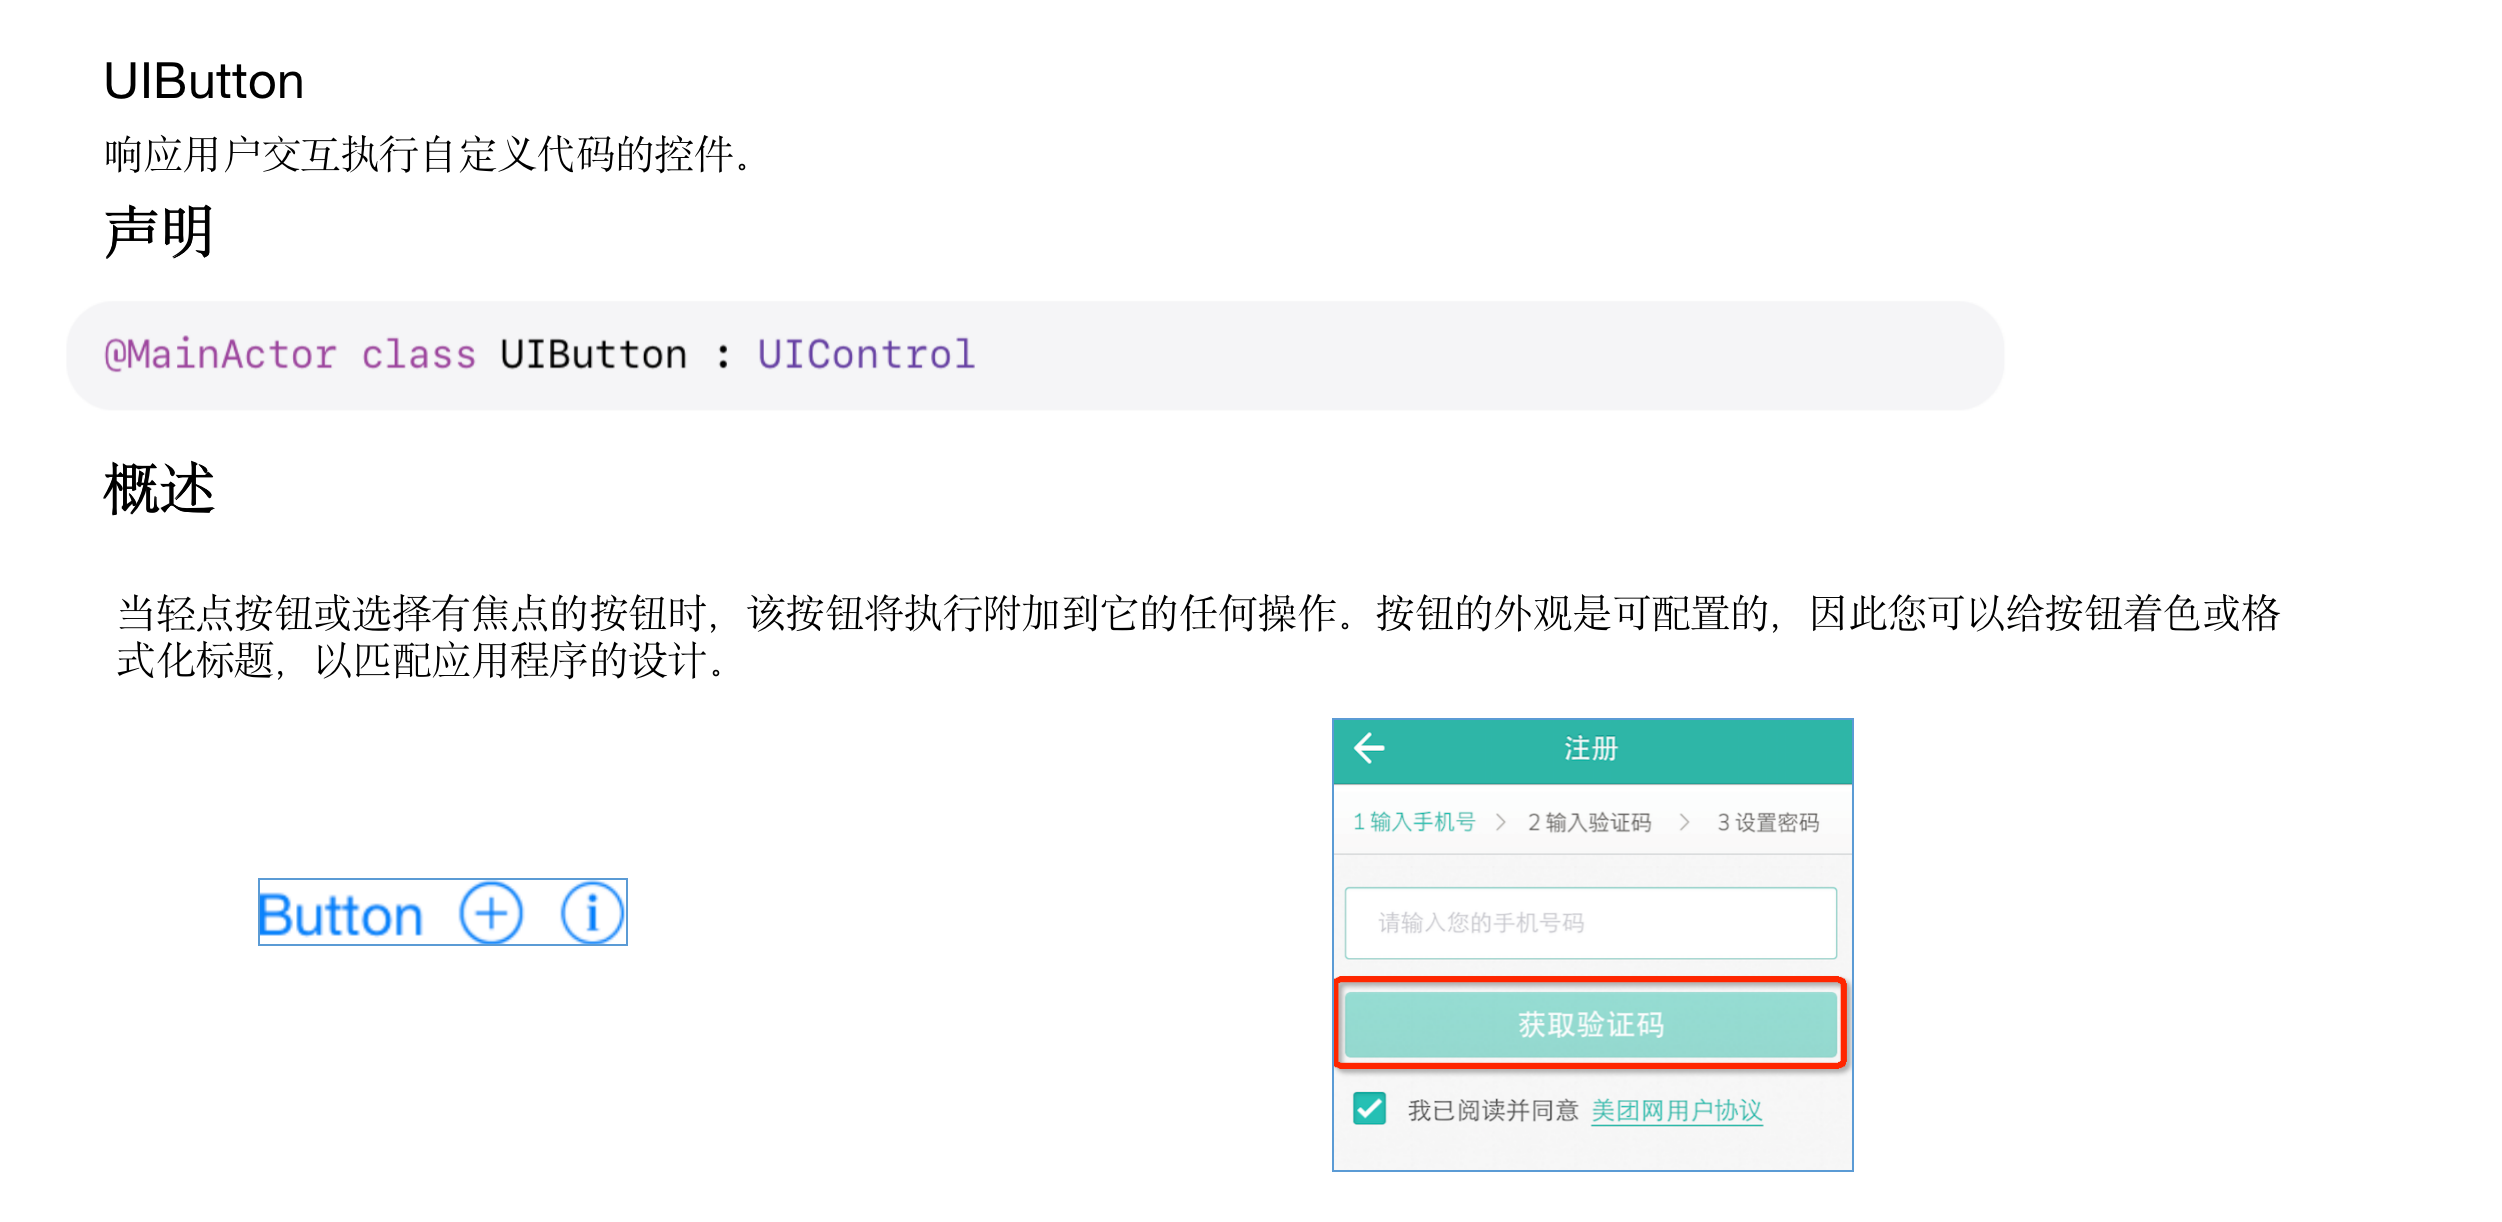 UIButton
响应用户交互执行自定义代码的控件。
声明
@MainActor class UIButton : UIControl
概述
当轻点按钮或选择有焦点的按钮时，该按钮将执行附加到它的任何操作。按钮的外观是可配置的，因此您可以给按钮着色或格
式化标题，以匹配应用程序的设计。
Button
注册
1 输入手机号 > 2 输入验证码 > 3 设置密码
请输入您的手机号码
获取验证码
我已阅读并同意 美团网用户协议